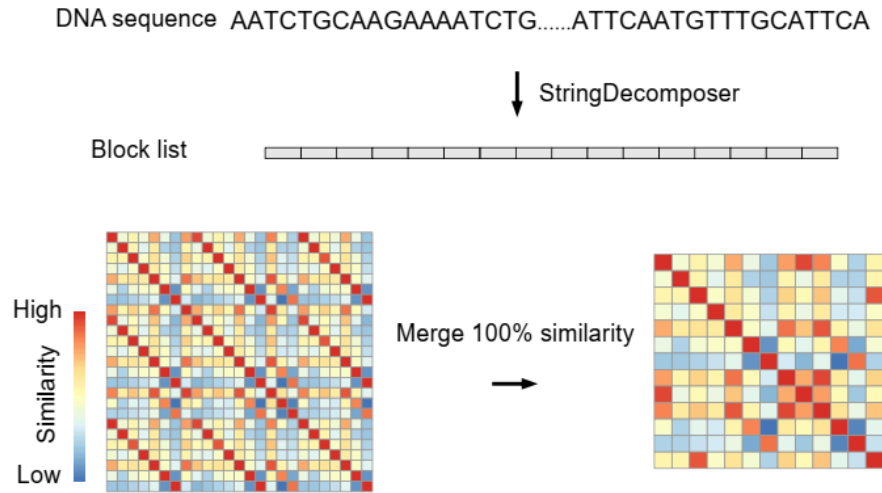 DNA sequence AATCTGCAAGAAAATCTG......ATTCAATGTTTGCATTCA
StringDecomposer
Block list
High
Similarity
Low
Merge 100% similarity